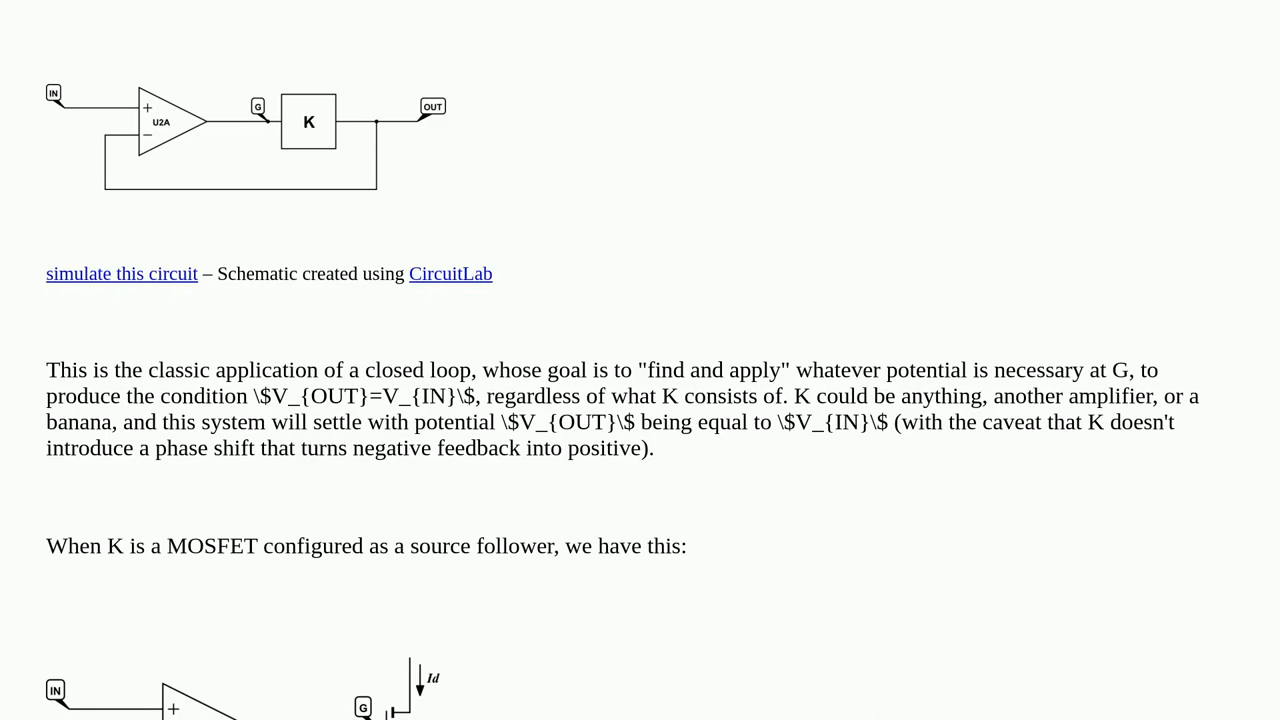 IN
+
U2A
−
G
K
OUT
simulate this circuit – Schematic created using CircuitLab
This is the classic application of a closed loop, whose goal is to "find and apply" whatever potential is necessary at G, to
produce the condition \$V_{OUT}=V_{IN}\$, regardless of what K consists of. K could be anything, another amplifier, or a
banana, and this system will settle with potential \$V_{OUT}\$ being equal to \$V_{IN}\$ (with the caveat that K doesn't
introduce a phase shift that turns negative feedback into positive).
When K is a MOSFET configured as a source follower, we have this:
IN
+
G
Id